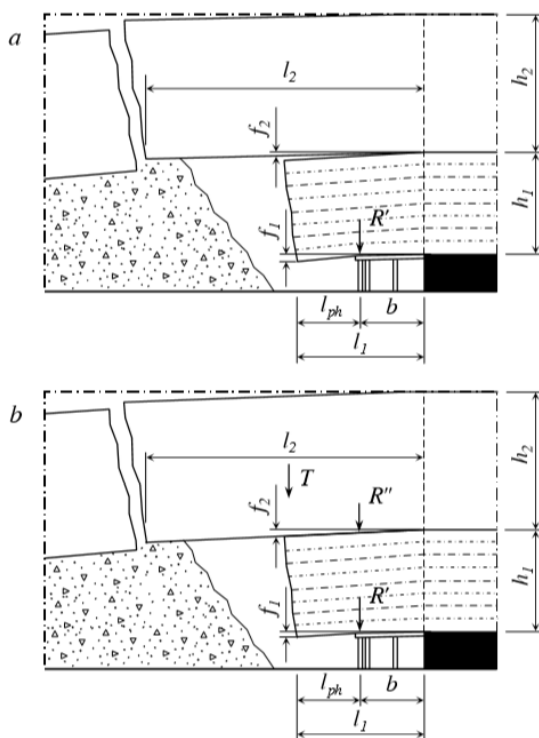 a
l₂
h₂
f₂
h₁
f₁
R'
lₚₕ
b
l₁
b
l₂
h₂
T
f₂
R''
h₁
f₁
R'
lₚₕ
b
l₁